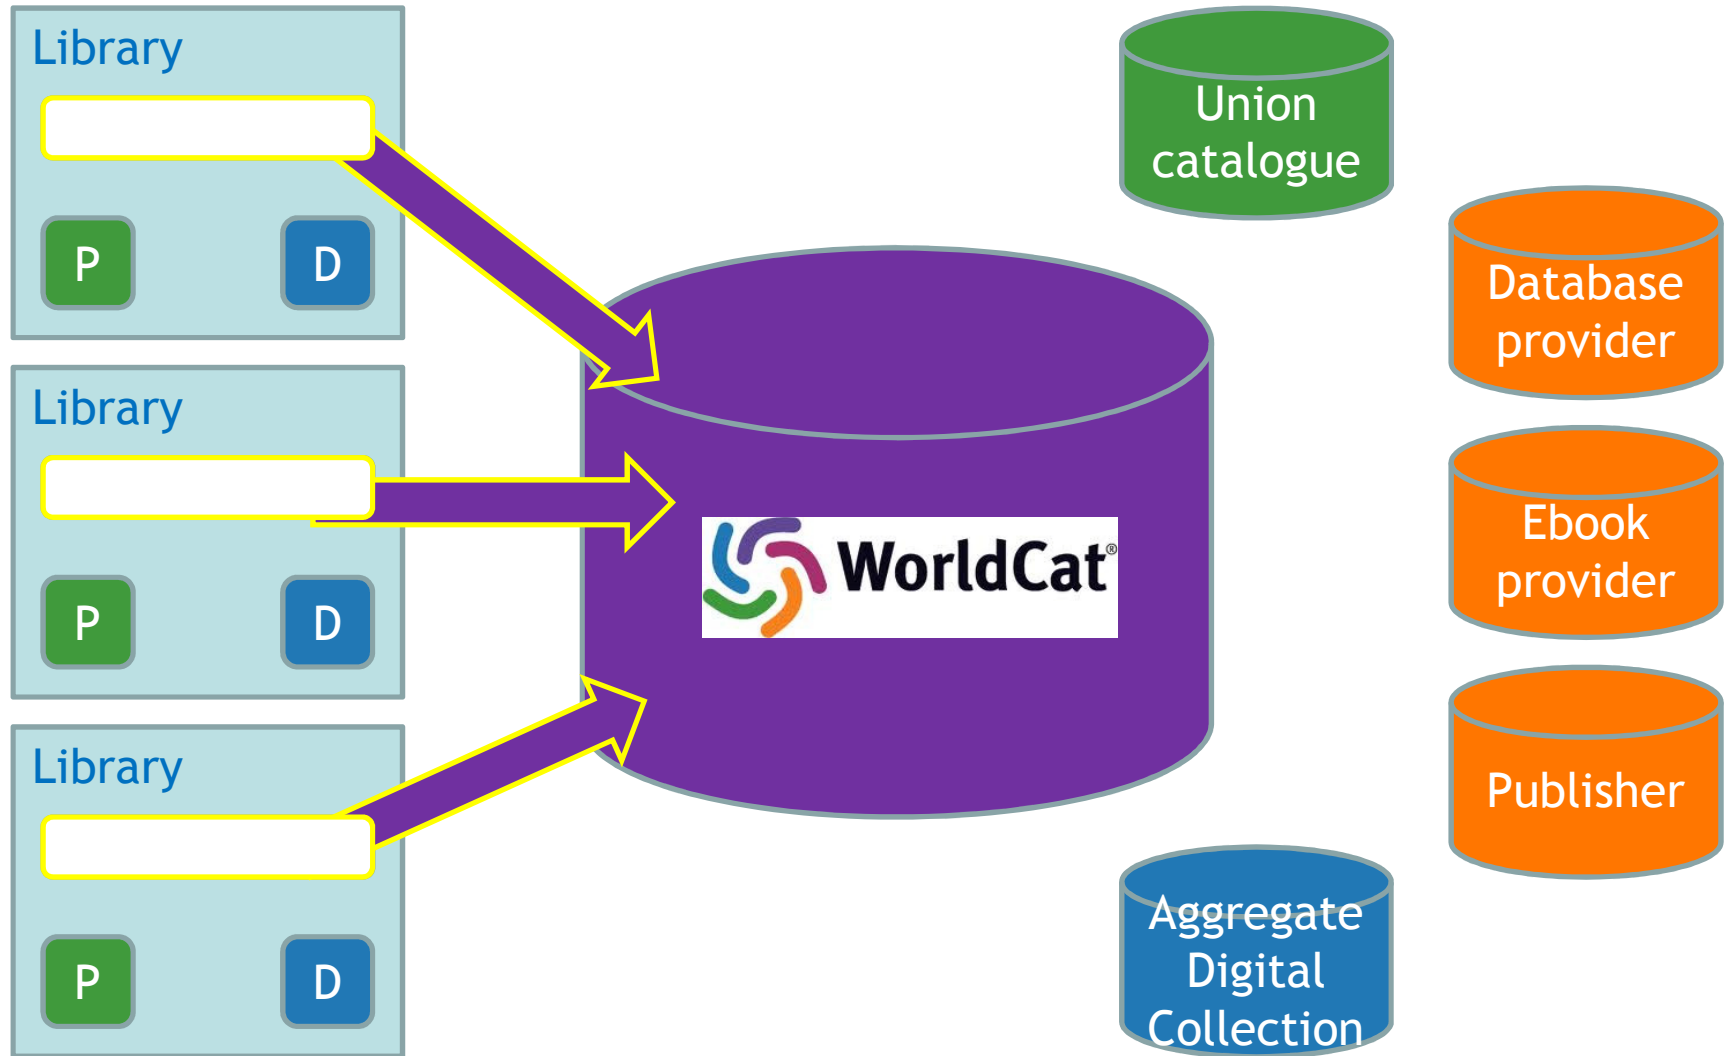 Library
P
D
Library
P
D
Library
P
D
WorldCat®
Union
catalogue
Database
provider
Ebook
provider
Publisher
Aggregate
Digital
Collection